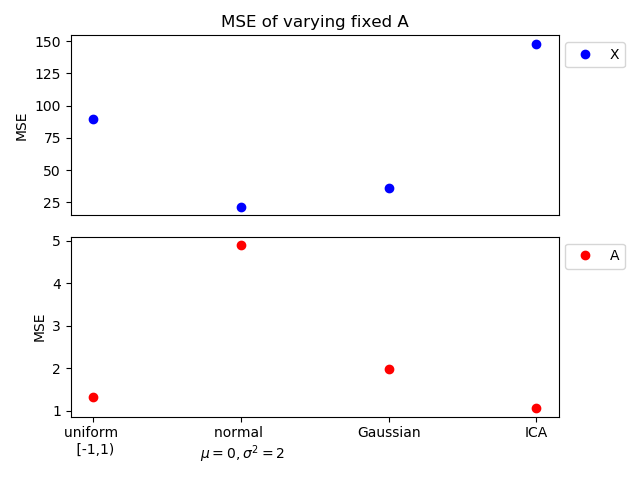 MSE of varying fixed A
150
125
100
75
50
25
MSE
X
5
4
3
2
1
MSE
A
uniform
[-1,1)
normal
μ = 0, σ² = 2
Gaussian
ICA